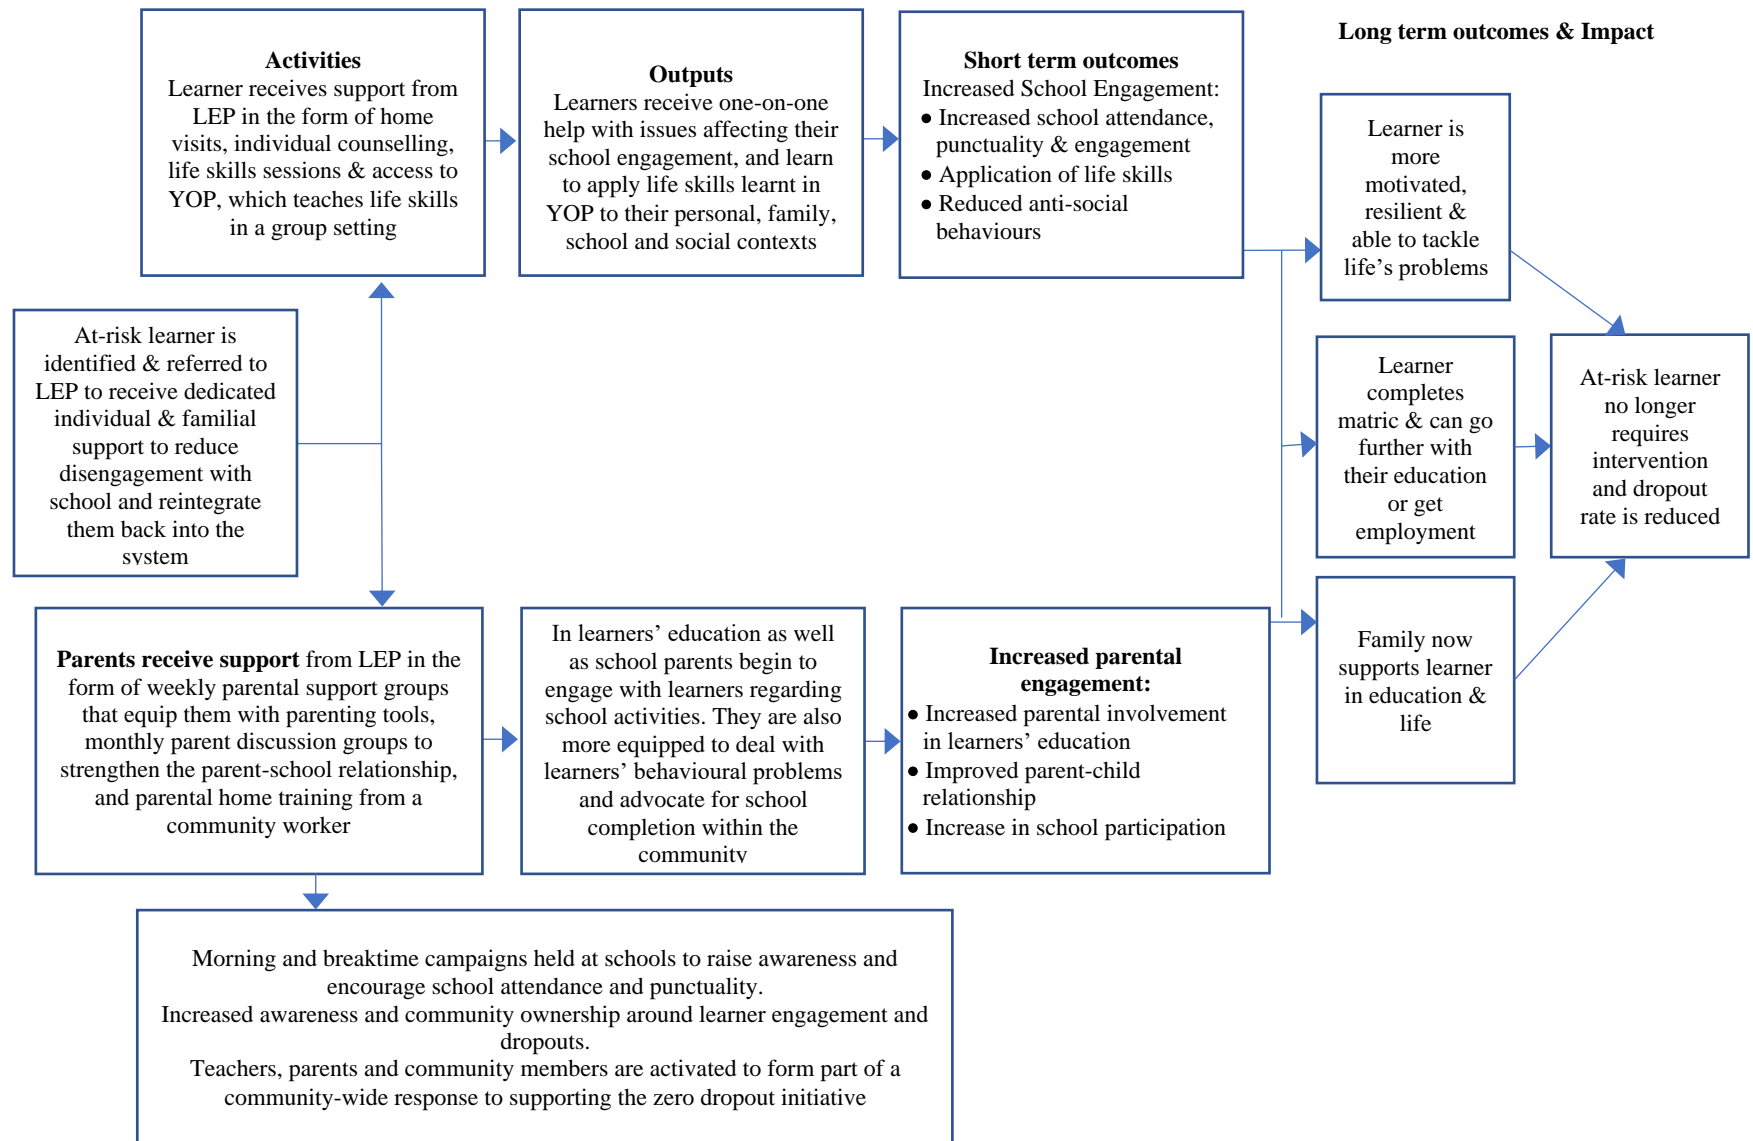 Long term outcomes & Impact
Activities
Learner receives support from
LEP in the form of home
visits, individual counselling,
life skills sessions & access to
YOP, which teaches life skills
in a group setting
Outputs
Learners receive one-on-one
help with issues affecting their
school engagement, and learn
to apply life skills learnt in
YOP to their personal, family,
school and social contexts
Short term outcomes
Increased School Engagement:
● Increased school attendance,
punctuality & engagement
● Application of life skills
● Reduced anti-social
behaviours
Learner is
more
motivated,
resilient &
able to tackle
life’s problems
At-risk learner is
identified & referred to
LEP to receive dedicated
individual & familial
support to reduce
disengagement with
school and reintegrate
them back into the
system
Learner
completes
matric & can go
further with
their education
or get
employment
At-risk learner
no longer
requires
intervention
and dropout
rate is reduced
Parents receive support from LEP in the
form of weekly parental support groups
that equip them with parenting tools,
monthly parent discussion groups to
strengthen the parent-school relationship,
and parental home training from a
community worker
In learners’ education as well
as school parents begin to
engage with learners regarding
school activities. They are also
more equipped to deal with
learners’ behavioural problems
and advocate for school
completion within the
community
Increased parental
engagement:
● Increased parental involvement
in learners’ education
● Improved parent-child
relationship
● Increase in school participation
Family now
supports learner
in education &
life
Morning and breaktime campaigns held at schools to raise awareness and
encourage school attendance and punctuality.
Increased awareness and community ownership around learner engagement and
dropouts.
Teachers, parents and community members are activated to form part of a
community-wide response to supporting the zero dropout initiative